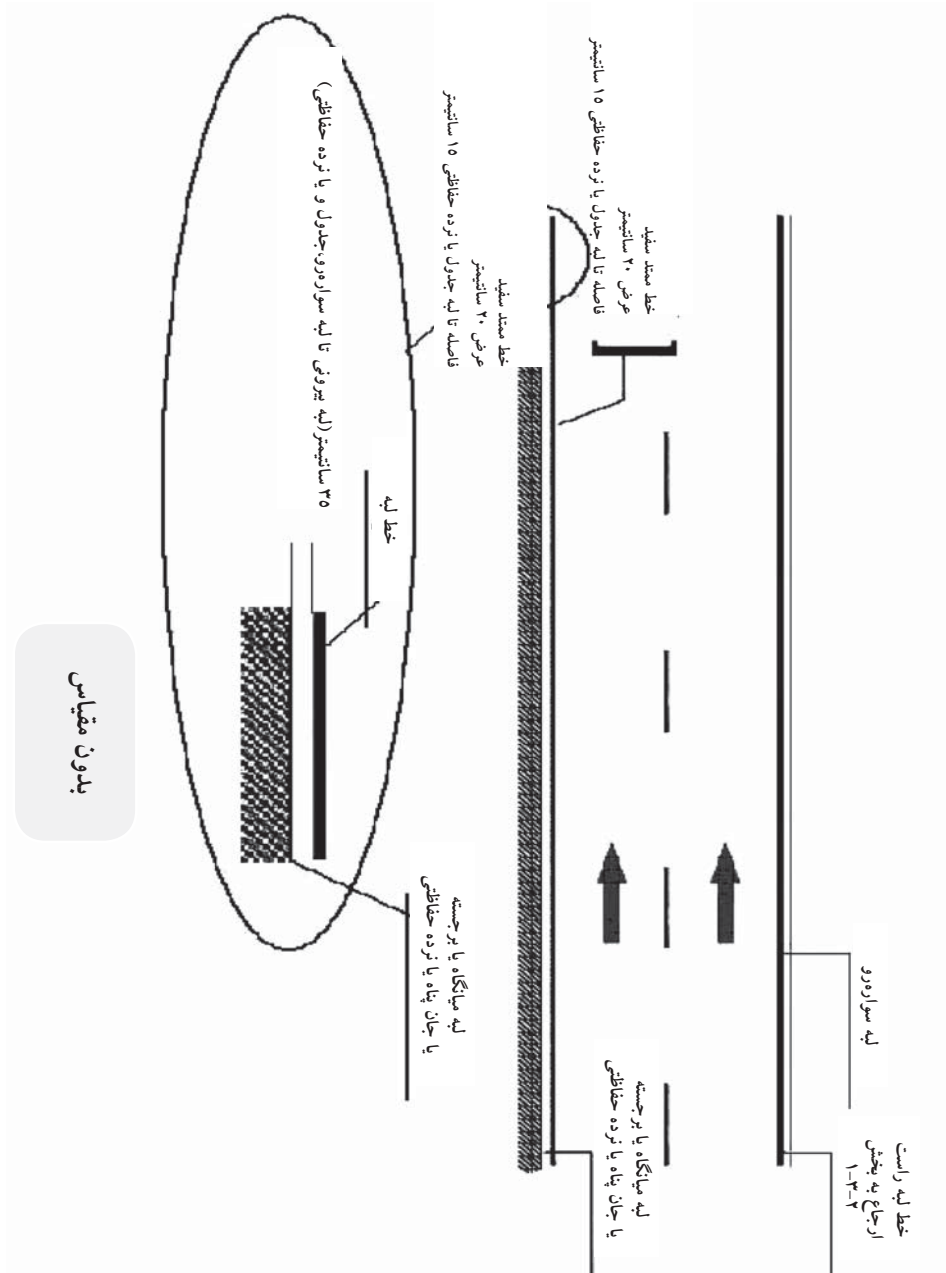 خط ممتد سفید
عرض ۲۰ سانتیمتر
فاصله تا لبه جدول یا نرده حفاظتی ۱۵ سانتیمتر
خط ممتد سفید
عرض ۲۰ سانتیمتر
فاصله تا لبه جدول یا نرده حفاظتی ۱۵ سانتیمتر
۳۵ سانتیمتر(لبه بیرونی تا لبه سواره‌رو،جدول و یا نرده حفاظتی)
خط لبه
خط لبه راست
ارجاع به بخش
۲-۳-۱
لبه سواره‌رو
لبه میانگاه یا برجسته
یا جان پناه یا نرده حفاظتی
لبه میانگاه یا برجسته
یا جان پناه یا نرده حفاظتی
بدون مقیاس